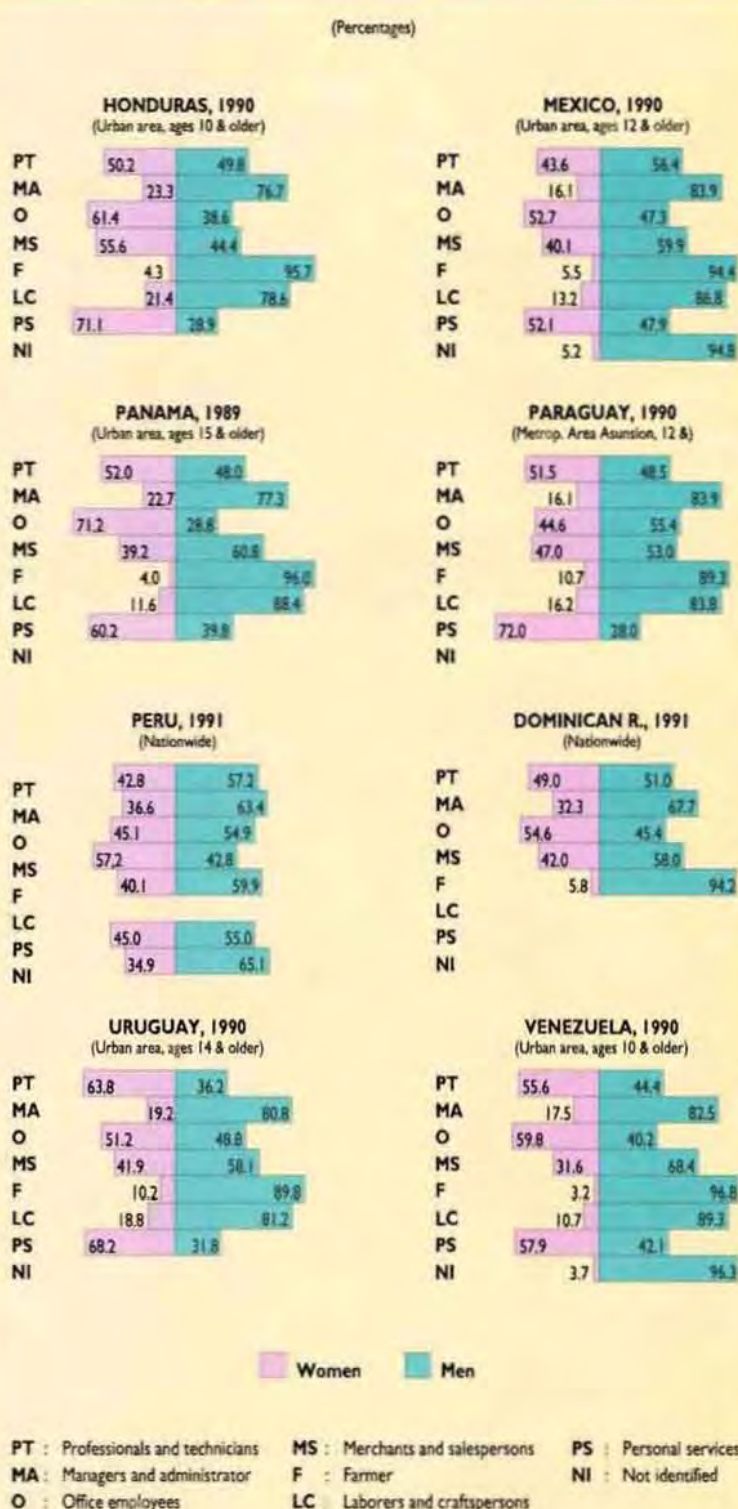 (Percentages)
HONDURAS, 1990
(Urban area, ages 10 & older)
PT 50.2 49.8
MA 23.3 76.7
O 61.4 38.6
MS 55.6 44.4
F 4.3 95.7
LC 21.4 78.6
PS 71.1 28.9
NI
MEXICO, 1990
(Urban area, ages 12 & older)
PT 43.6 56.4
MA 16.1 83.9
O 52.7 47.3
MS 40.1 59.9
F 5.5 94.4
LC 13.2 86.8
PS 52.1 47.9
NI 5.2 94.8
PANAMA, 1989
(Urban area, ages 15 & older)
PT 52.0 48.0
MA 22.7 77.3
O 71.2 28.8
MS 39.2 60.8
F 4.0 96.0
LC 11.6 88.4
PS 60.2 39.8
NI
PARAGUAY, 1990
(Metrop. Area Asunsion, 12 &)
PT 51.5 48.5
MA 16.1 83.9
O 44.6 55.4
MS 47.0 53.0
F 10.7 89.3
LC 16.2 83.8
PS 72.0 28.0
NI
PERU, 1991
(Nationwide)
PT 42.8 57.2
MA 36.6 63.4
O 45.1 54.9
MS 57.2 42.8
F 40.1 59.9
LC
PS 45.0 55.0
NI 34.9 65.1
DOMINICAN R., 1991
(Nationwide)
PT 49.0 51.0
MA 32.3 67.7
O 54.6 45.4
MS 42.0 58.0
F 5.8 94.2
LC
PS
NI
URUGUAY, 1990
(Urban area, ages 14 & older)
PT 63.8 36.2
MA 19.2 80.8
O 51.2 48.8
MS 41.9 58.1
F 10.2 89.8
LC 18.8 81.2
PS 68.2 31.8
NI
VENEZUELA, 1990
(Urban area, ages 10 & older)
PT 55.6 44.4
MA 17.5 82.5
O 59.8 40.2
MS 31.6 68.4
F 3.2 96.8
LC 10.7 89.3
PS 57.9 42.1
NI 3.7 96.3
Women Men
PT : Professionals and technicians MS : Merchants and salespersons PS : Personal services
MA : Managers and administrator F : Farmer NI : Not identified
O : Office employees LC : Laborers and craftspersons